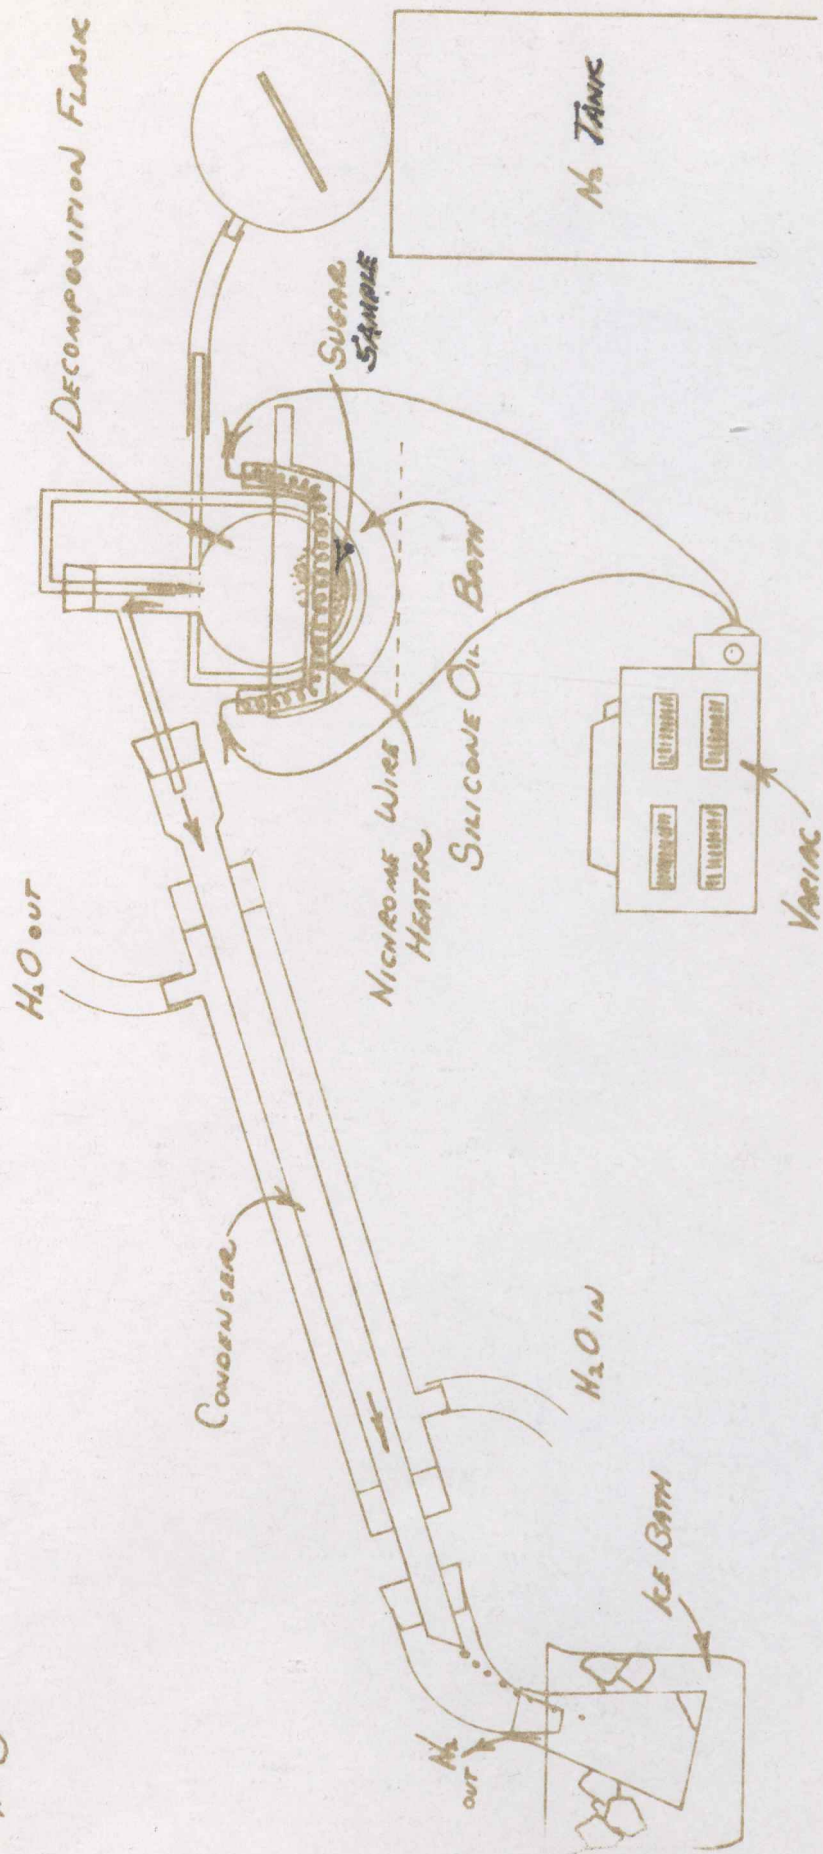 DECOMPOSITION FLASK
N2 TANK
SUGAR
SAMPLE
H2O OUT
NICHROME WIRE
HEATER
SILICONE OIL BATH
VARIAC
CONDENSER
H2O IN
ICE BATH
N2
OUT